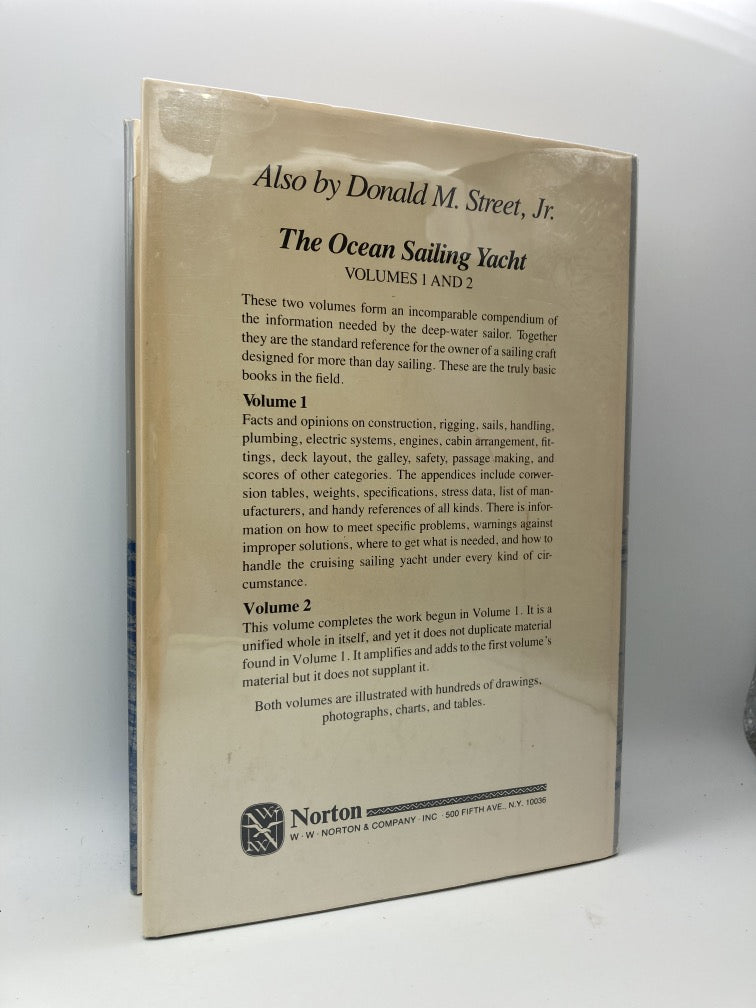 Also by Donald M. Street, Jr.
The Ocean Sailing Yacht
VOLUMES 1 AND 2
These two volumes form an incomparable compendium of
the information needed by the deep-water sailor. Together
they are the standard reference for the owner of a sailing craft
designed for more than day sailing. These are the truly basic
books in the field.
Volume 1
Facts and opinions on construction, rigging, sails, handling,
plumbing, electric systems, engines, cabin arrangement, fit-
tings, deck layout, the galley, safety, passage making, and
scores of other categories. The appendices include conver-
sion tables, weights, specifications, stress data, list of man-
ufacturers, and handy references of all kinds. There is infor-
mation on how to meet specific problems, warnings against
improper solutions, where to get what is needed, and how to
handle the cruising sailing yacht under every kind of cir-
cumstance.
Volume 2
This volume completes the work begun in Volume 1. It is a
unified whole in itself, and yet it does not duplicate material
found in Volume 1. It amplifies and adds to the first volume's
material but it does not supplant it.
Both volumes are illustrated with hundreds of drawings,
photographs, charts, and tables.
Norton
W · W · NORTON & COMPANY · INC · 500 FIFTH AVE., N.Y. 10036